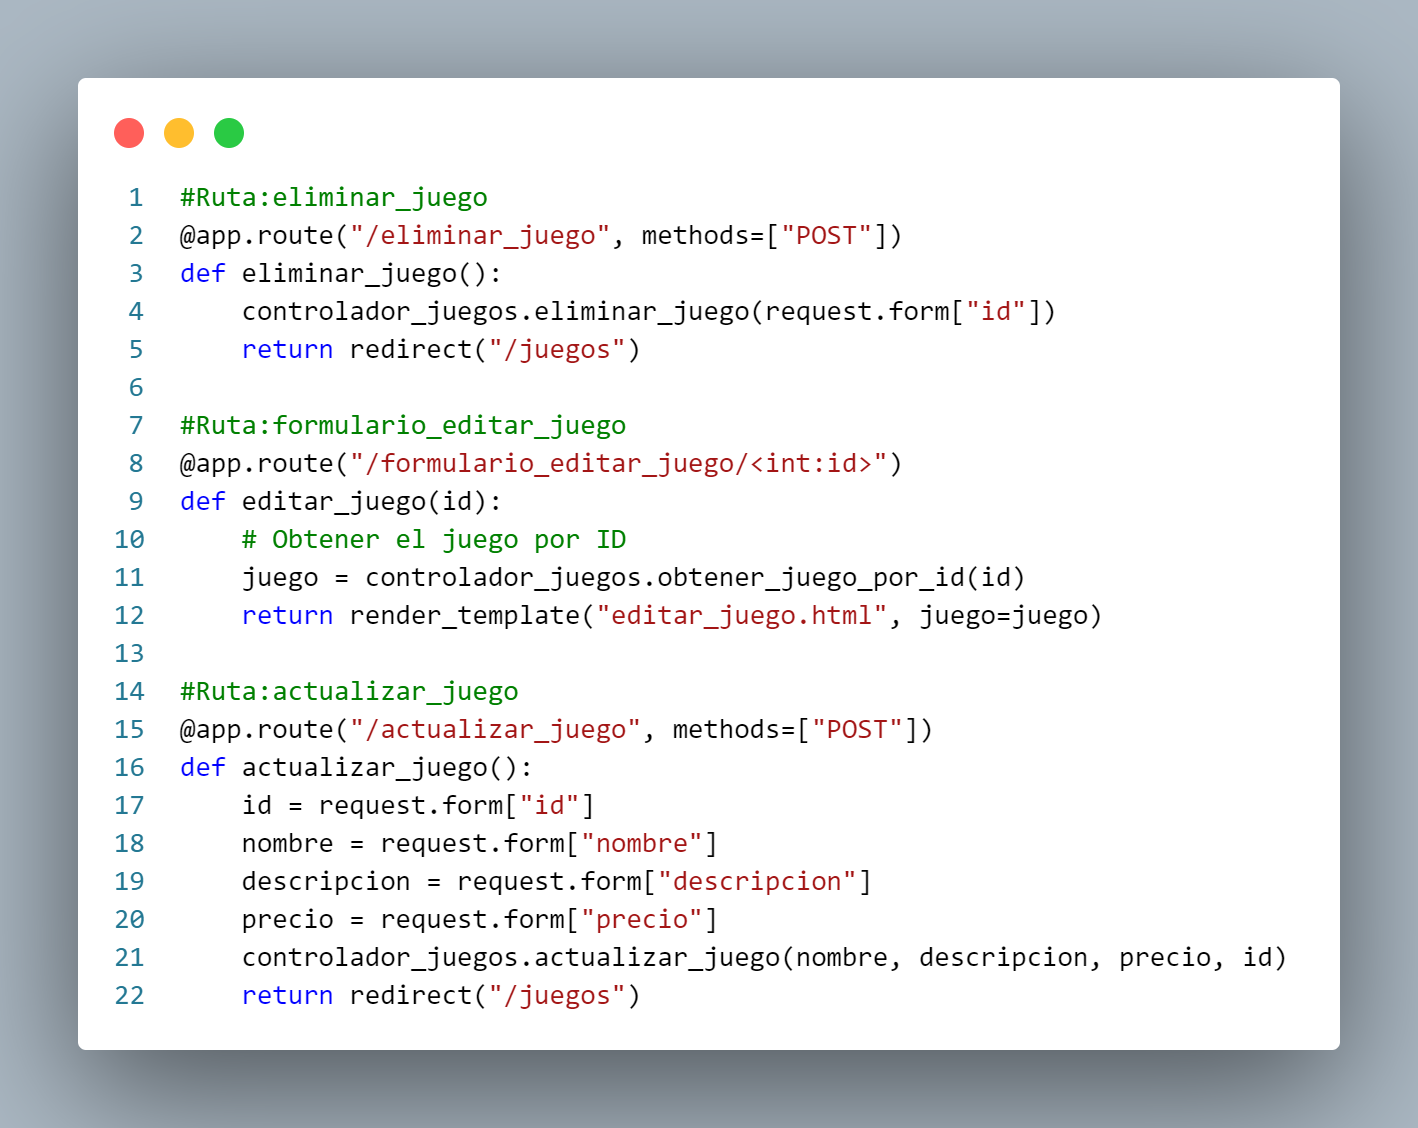 1 #Ruta:eliminar_juego
2 @app.route("/eliminar_juego", methods=["POST"])
3 def eliminar_juego():
4     controlador_juegos.eliminar_juego(request.form["id"])
5     return redirect("/juegos")
6
7 #Ruta:formulario_editar_juego
8 @app.route("/formulario_editar_juego/<int:id>")
9 def editar_juego(id):
10     # Obtener el juego por ID
11     juego = controlador_juegos.obtener_juego_por_id(id)
12     return render_template("editar_juego.html", juego=juego)
13
14 #Ruta:actualizar_juego
15 @app.route("/actualizar_juego", methods=["POST"])
16 def actualizar_juego():
17     id = request.form["id"]
18     nombre = request.form["nombre"]
19     descripcion = request.form["descripcion"]
20     precio = request.form["precio"]
21     controlador_juegos.actualizar_juego(nombre, descripcion, precio, id)
22     return redirect("/juegos")